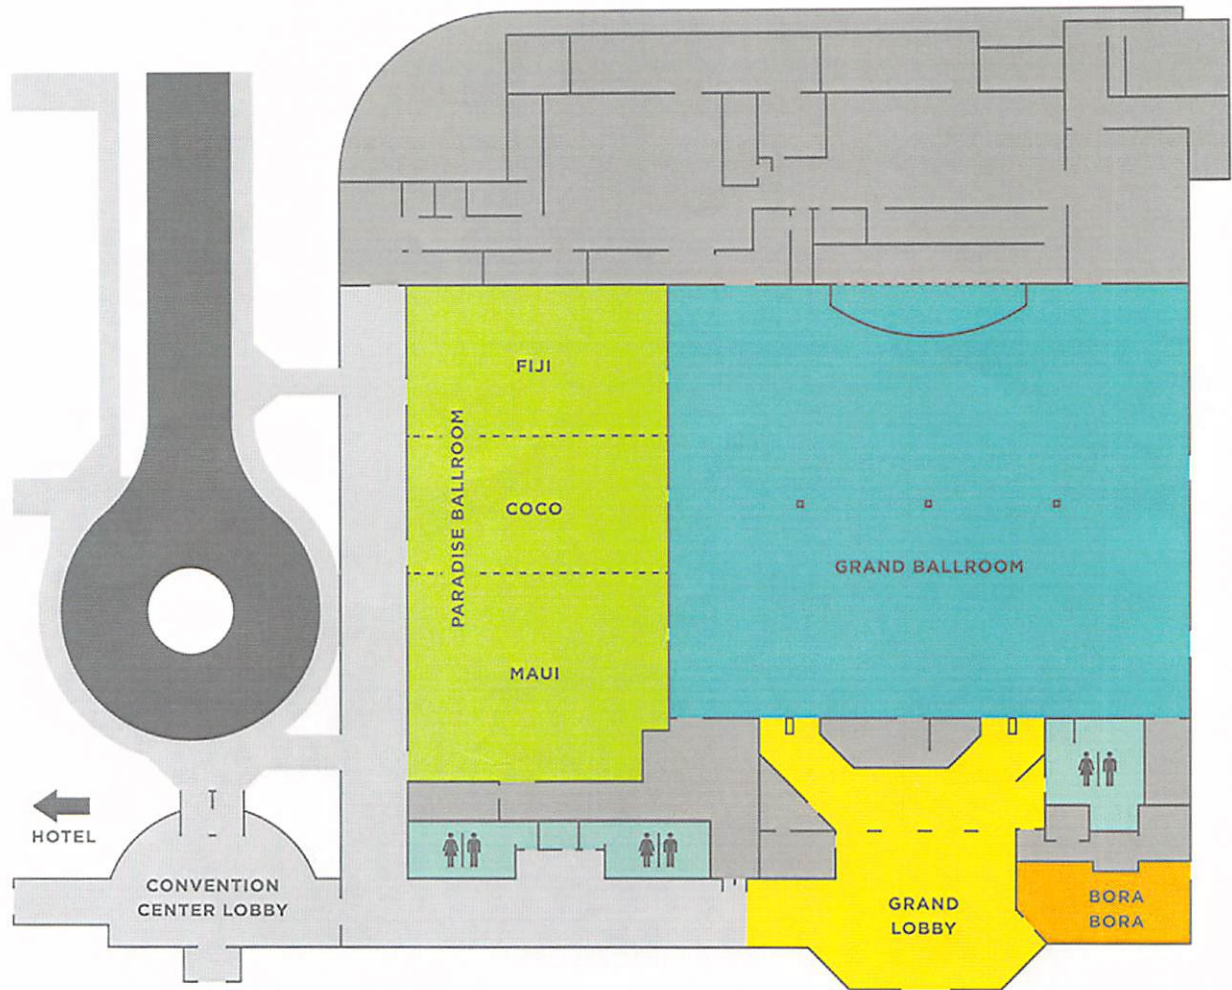 FIJI
PARADISE BALLROOM
COCO
GRAND BALLROOM
MAUI
HOTEL
CONVENTION
CENTER LOBBY
GRAND
LOBBY
BORA
BORA